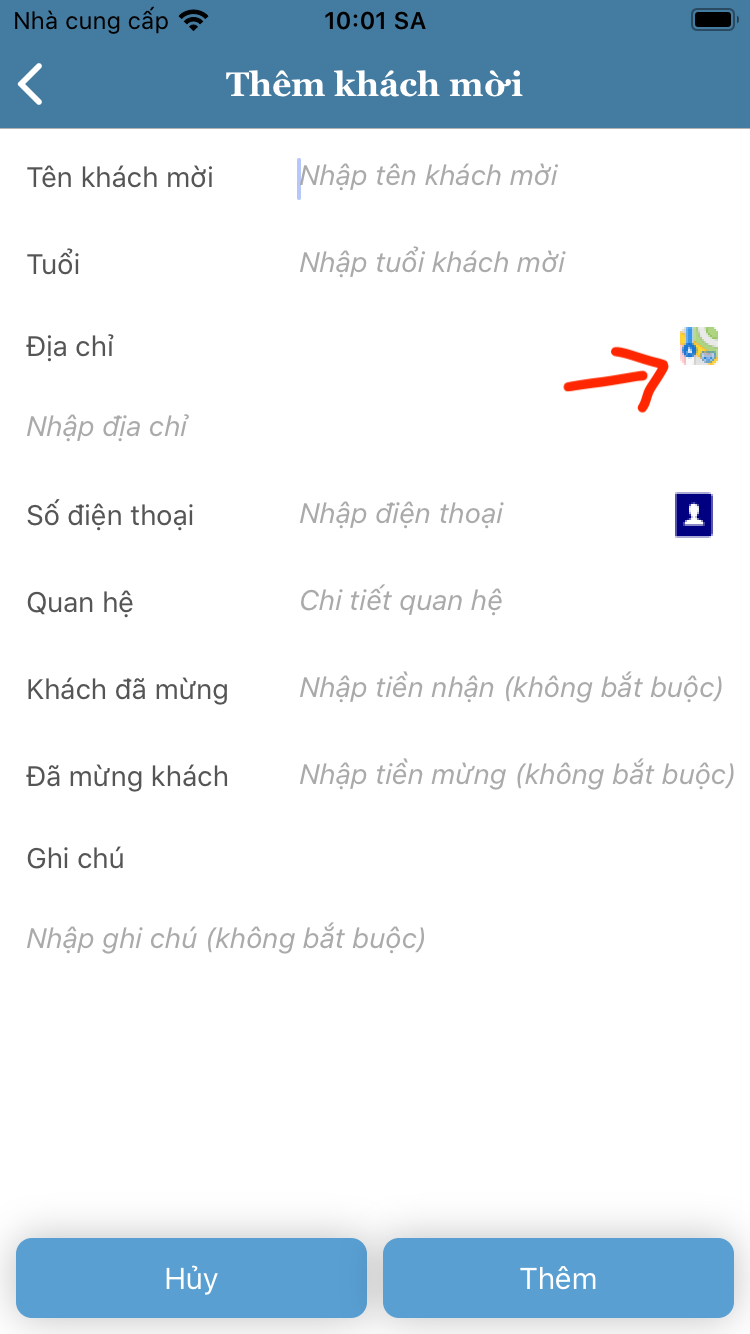 Nhà cung cấp 10:01 SA
Thêm khách mời
Tên khách mời Nhập tên khách mời
Tuổi Nhập tuổi khách mời
Địa chỉ
Nhập địa chỉ
Số điện thoại Nhập điện thoại
Quan hệ Chi tiết quan hệ
Khách đã mừng Nhập tiền nhận (không bắt buộc)
Đã mừng khách Nhập tiền mừng (không bắt buộc)
Ghi chú
Nhập ghi chú (không bắt buộc)
Hủy Thêm